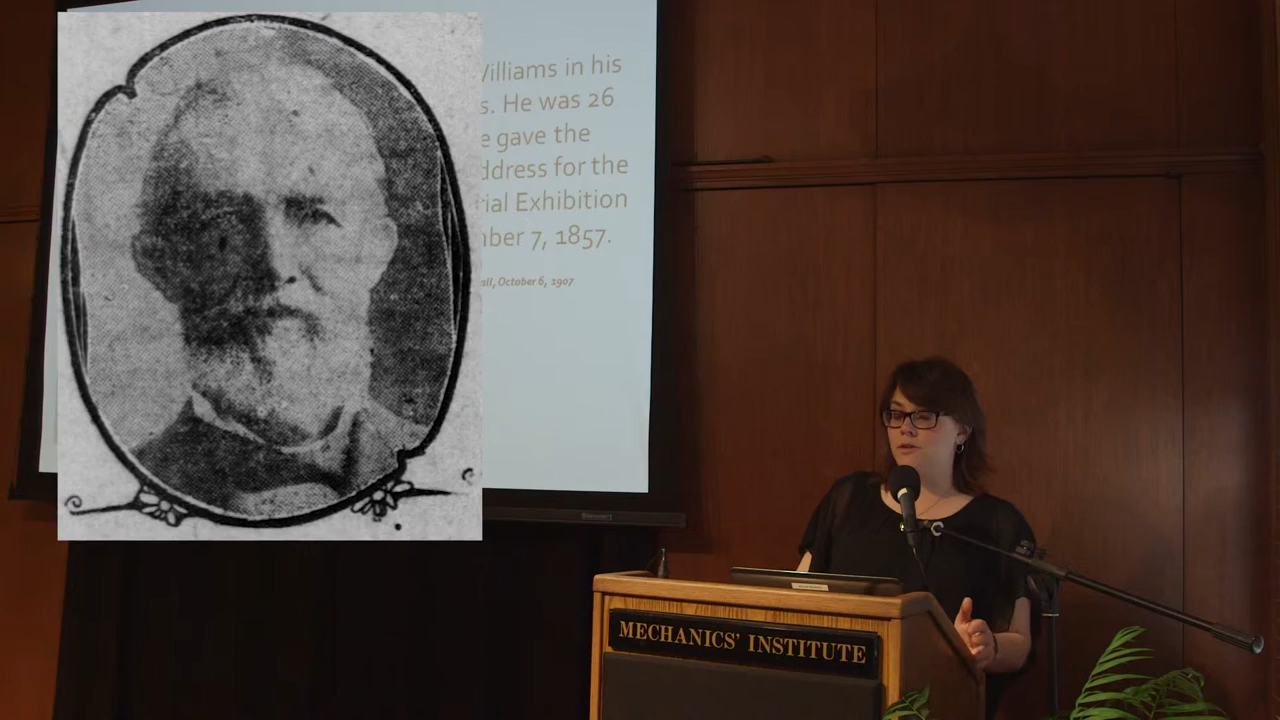 Williams in his
s. He was 26
e gave the
ddress for the
rial Exhibition
mber 7, 1857.
all, October 6, 1907
MECHANICS' INSTITUTE